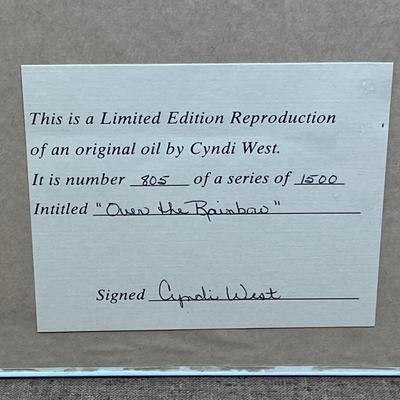 This is a Limited Edition Reproduction
of an original oil by Cyndi West.
It is number 805 of a series of 1500
Intitled "Over the Rainbow"
Signed Cyndi West